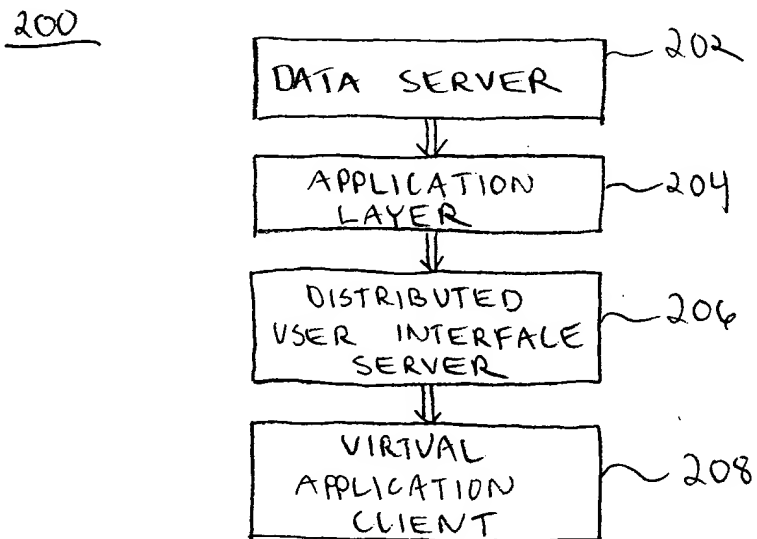 200
DATA SERVER
202
APPLICATION
LAYER
204
DISTRIBUTED
USER INTERFACE
SERVER
206
VIRTUAL
APPLICATION
CLIENT
208